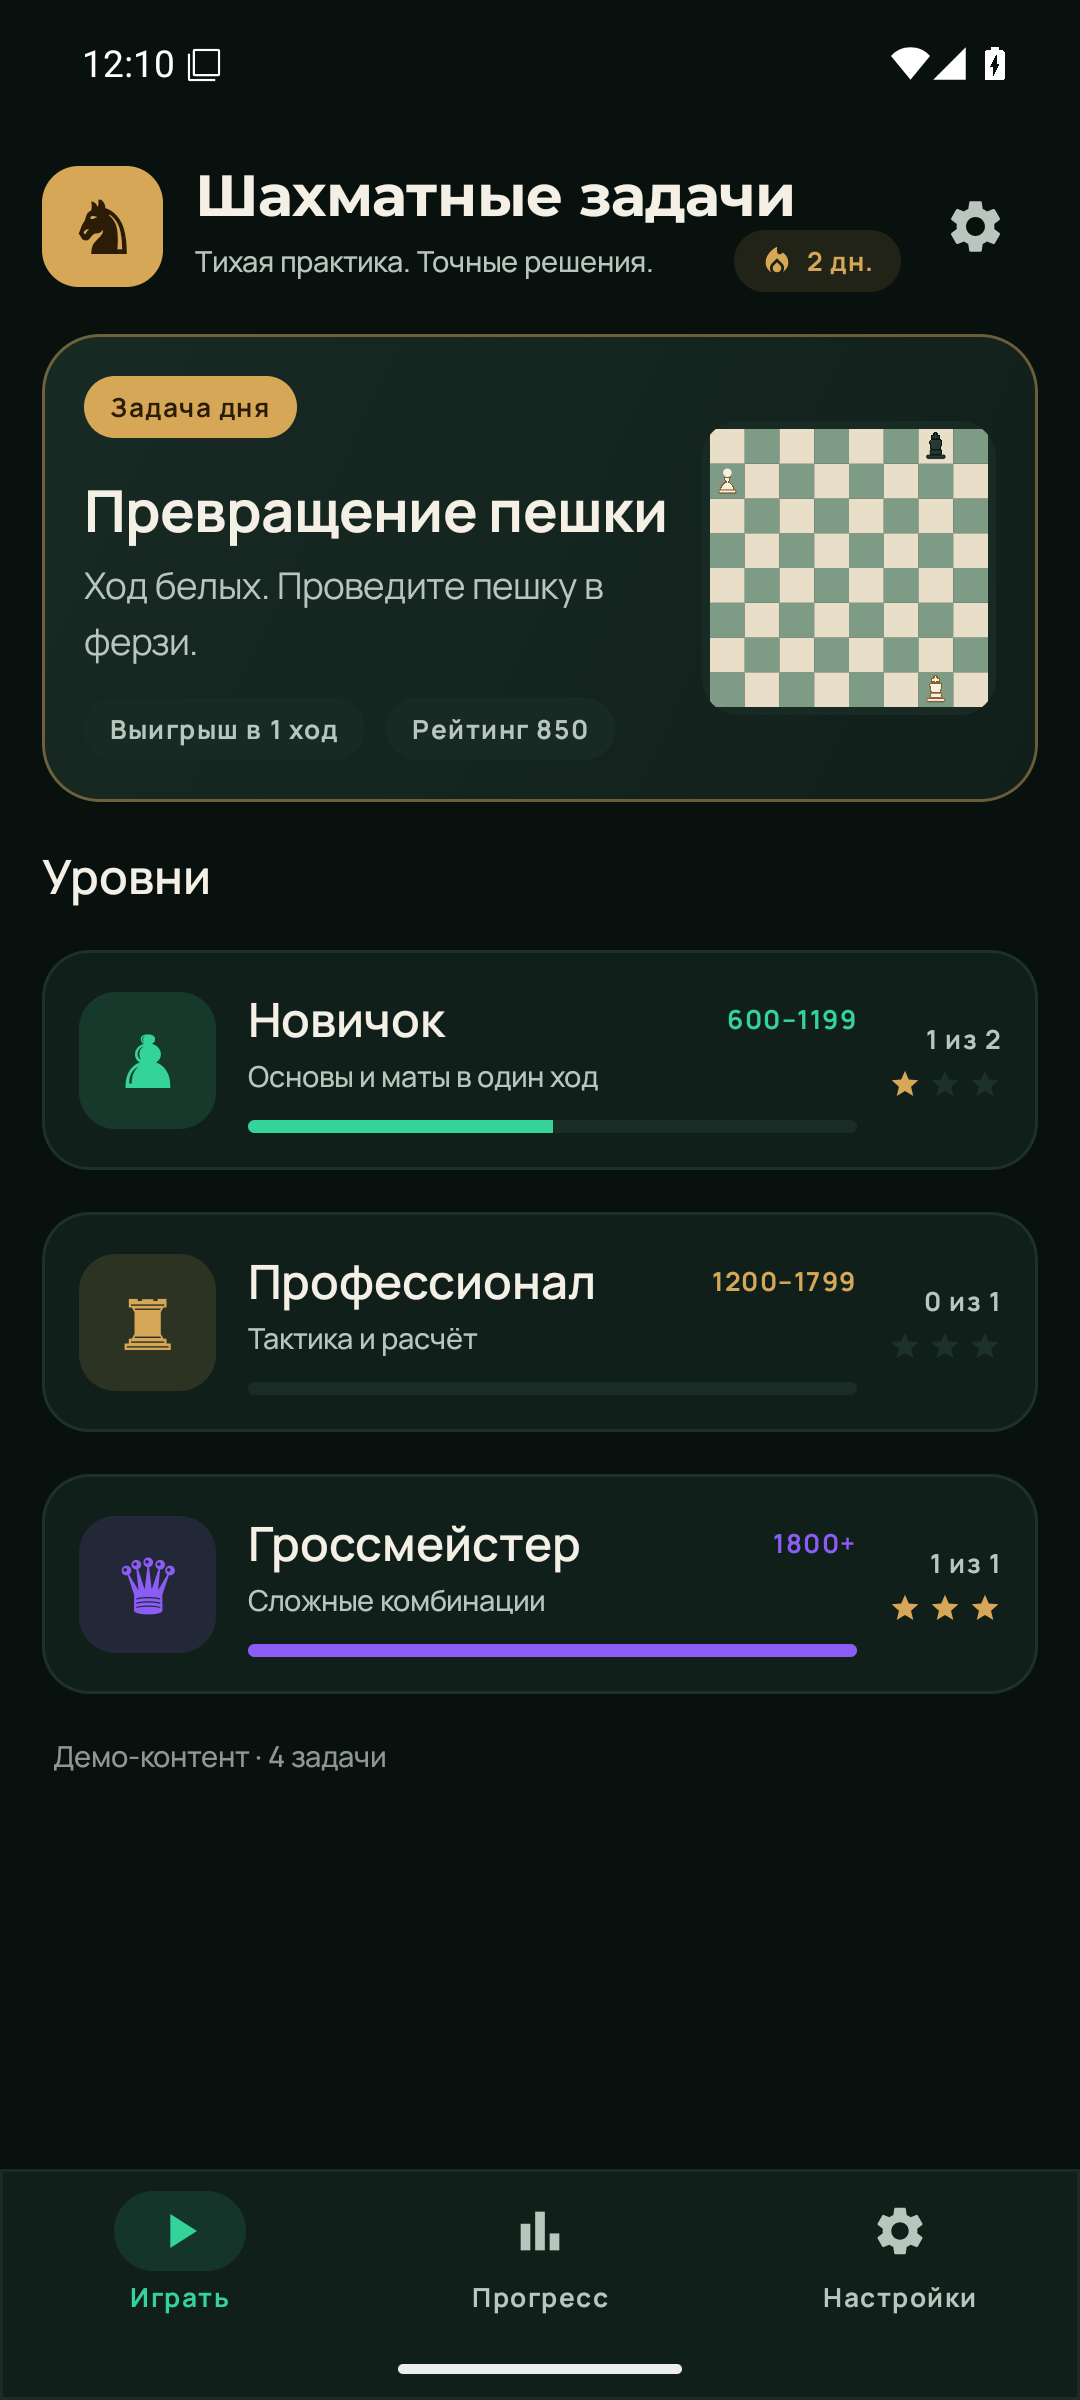 12:10
Шахматные задачи
Тихая практика. Точные решения.
2 дн.
Задача дня
Превращение пешки
Ход белых. Проведите пешку в
ферзи.
Выигрыш в 1 ход
Рейтинг 850
Уровни
Новичок
600–1199
1 из 2
Основы и маты в один ход
Профессионал
1200–1799
0 из 1
Тактика и расчёт
Гроссмейстер
1800+
1 из 1
Сложные комбинации
Демо-контент · 4 задачи
Играть
Прогресс
Настройки